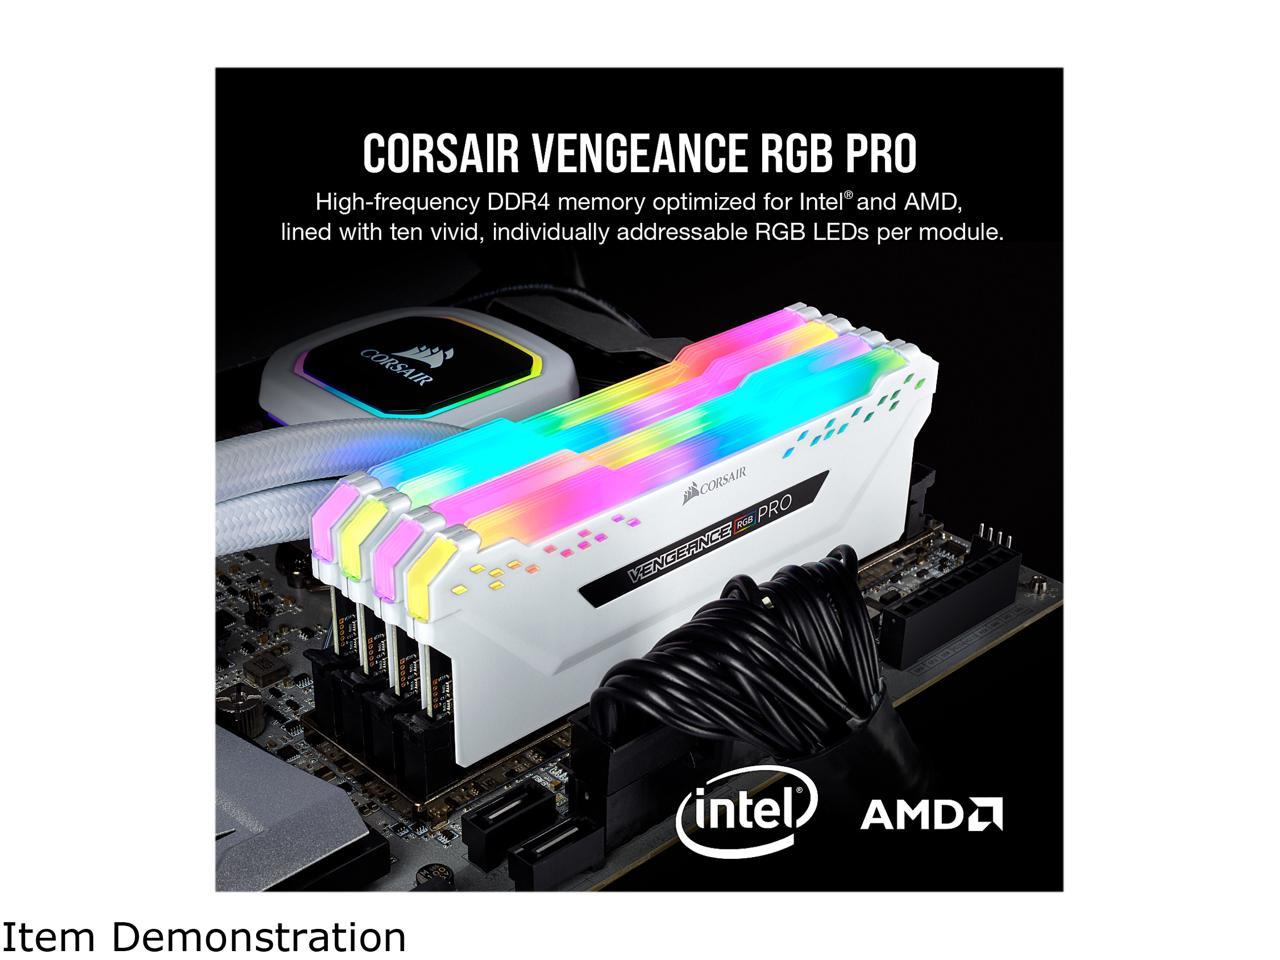 CORSAIR VENGEANCE RGB PRO
High-frequency DDR4 memory optimized for Intel® and AMD,
lined with ten vivid, individually addressable RGB LEDs per module.
CORSAIR
CORSAIR
VENGEANCE RGB PRO
intel®
AMD
Item Demonstration